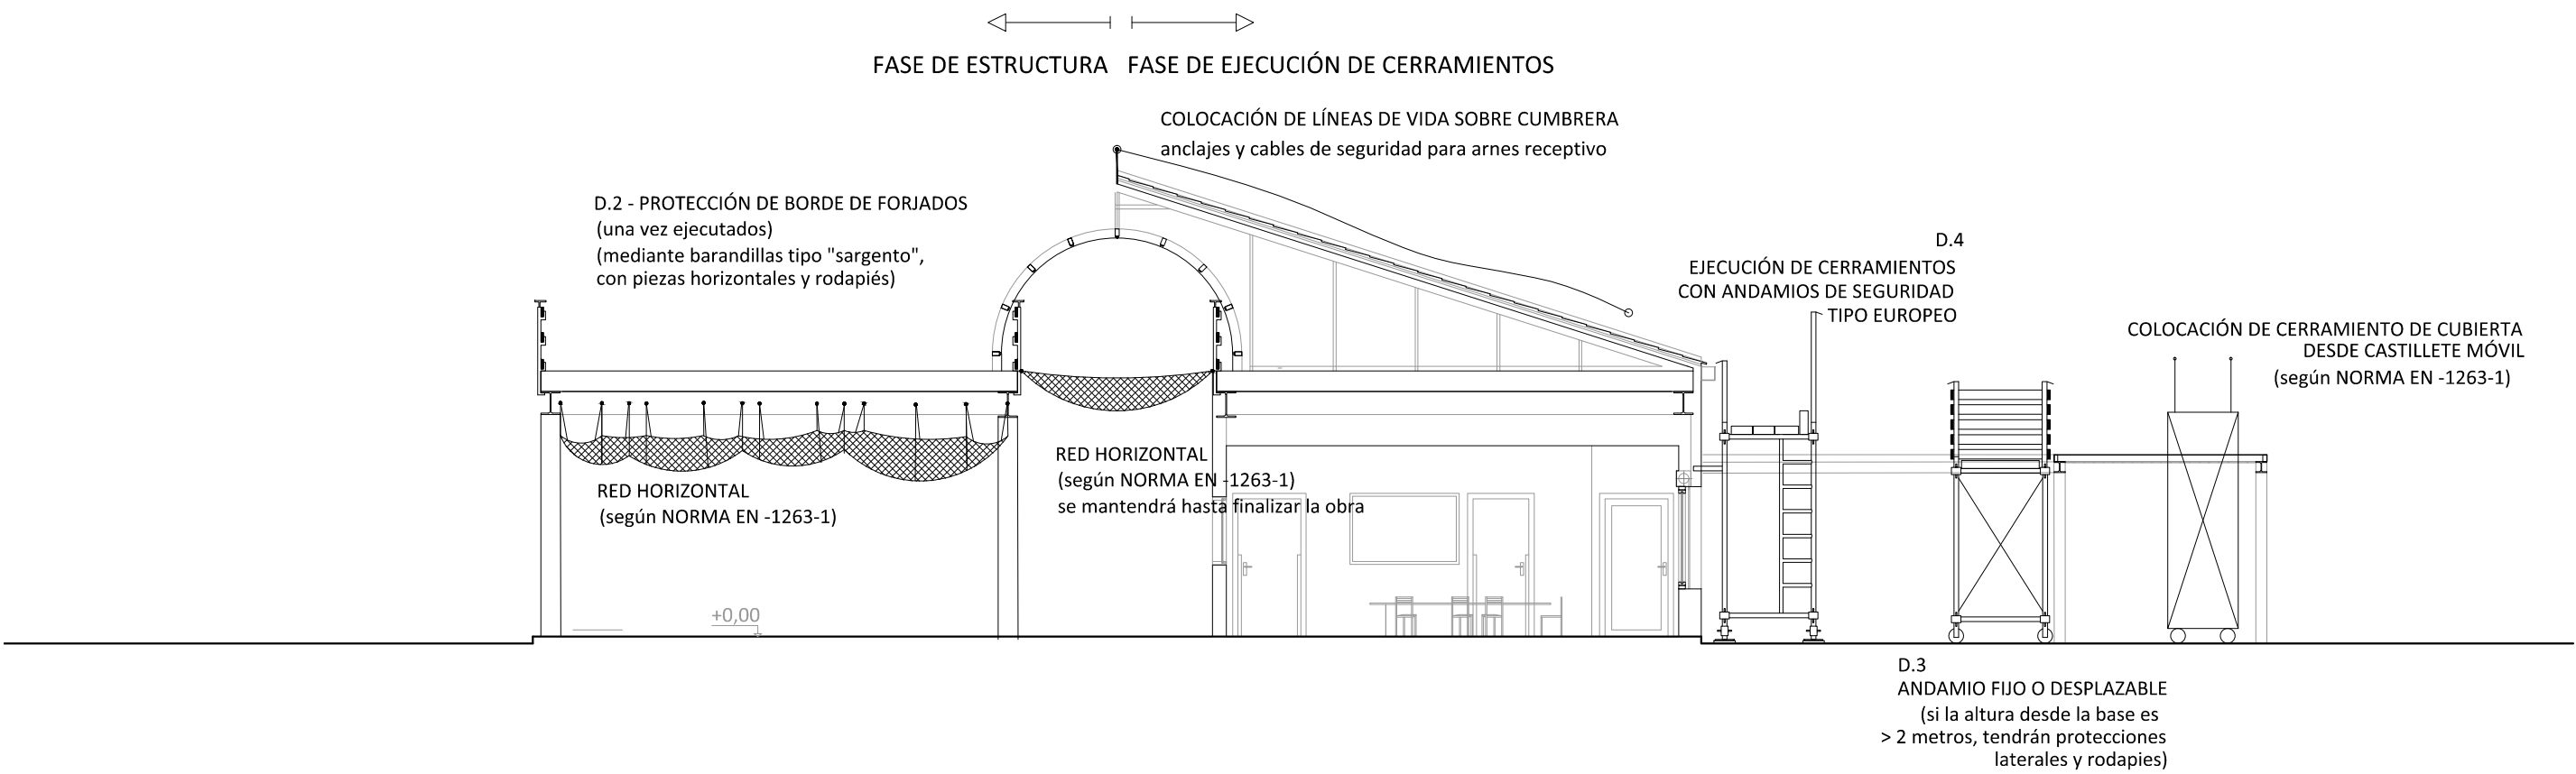 FASE DE ESTRUCTURA FASE DE EJECUCIÓN DE CERRAMIENTOS
COLOCACIÓN DE LÍNEAS DE VIDA SOBRE CUMBRERA
anclajes y cables de seguridad para arnes receptivo
D.2 - PROTECCIÓN DE BORDE DE FORJADOS
(una vez ejecutados)
(mediante barandillas tipo "sargento",
con piezas horizontales y rodapiés)
D.4
EJECUCIÓN DE CERRAMIENTOS
CON ANDAMIOS DE SEGURIDAD
TIPO EUROPEO
COLOCACIÓN DE CERRAMIENTO DE CUBIERTA
DESDE CASTILLETE MÓVIL
(según NORMA EN -1263-1)
RED HORIZONTAL
(según NORMA EN -1263-1)
se mantendrá hasta finalizar la obra
RED HORIZONTAL
(según NORMA EN -1263-1)
+0,00
D.3
ANDAMIO FIJO O DESPLAZABLE
(si la altura desde la base es
> 2 metros, tendrán protecciones
laterales y rodapies)